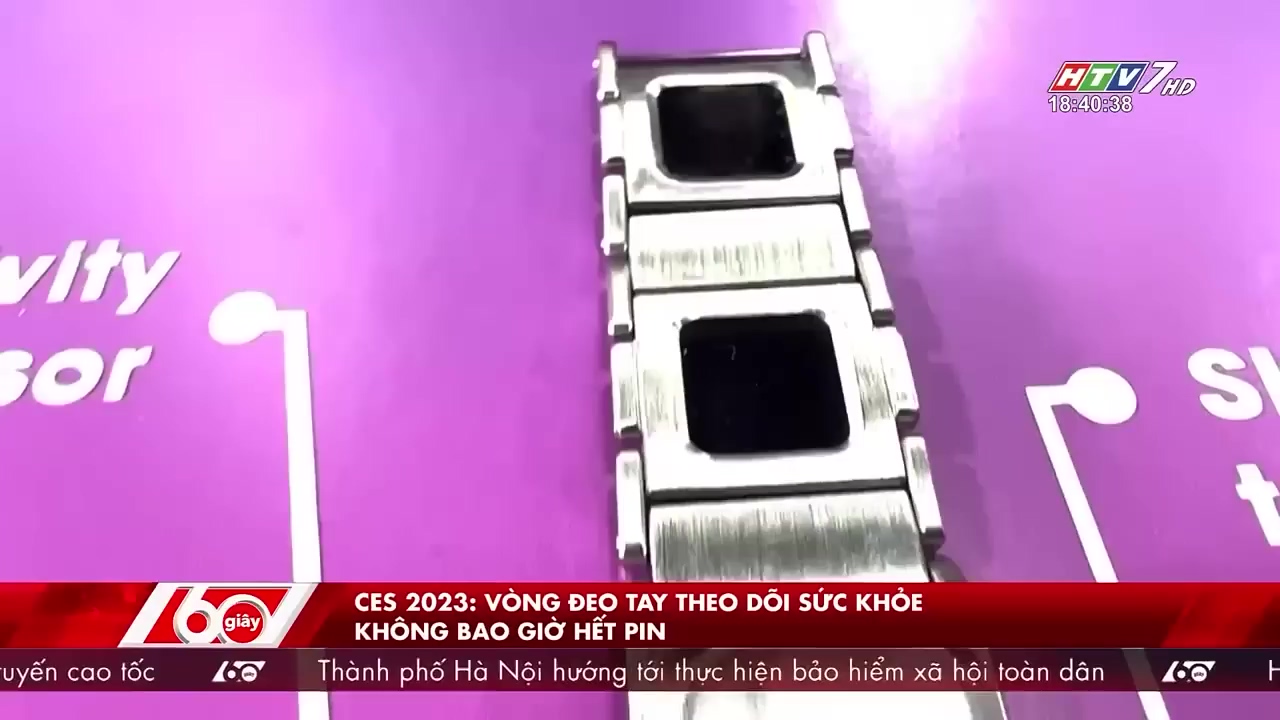 HTV7 HD
18:40:38
vity
sor
60 giây
CES 2023: VÒNG ĐEO TAY THEO DÕI SỨC KHỎE
KHÔNG BAO GIỜ HẾT PIN
cao tốc
60
Thành phố Hà Nội hướng tới thực hiện bảo hiểm xã hội toàn dân
60